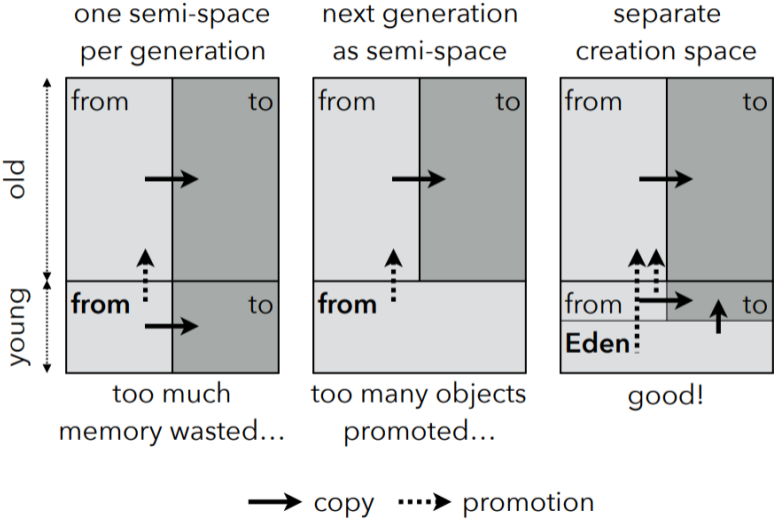 one semi-space
per generation
next generation
as semi-space
separate
creation space
old
young
from
to
from
to
from
to
from
to
from
from
to
Eden
too much
memory wasted…
too many objects
promoted…
good!
copy
promotion